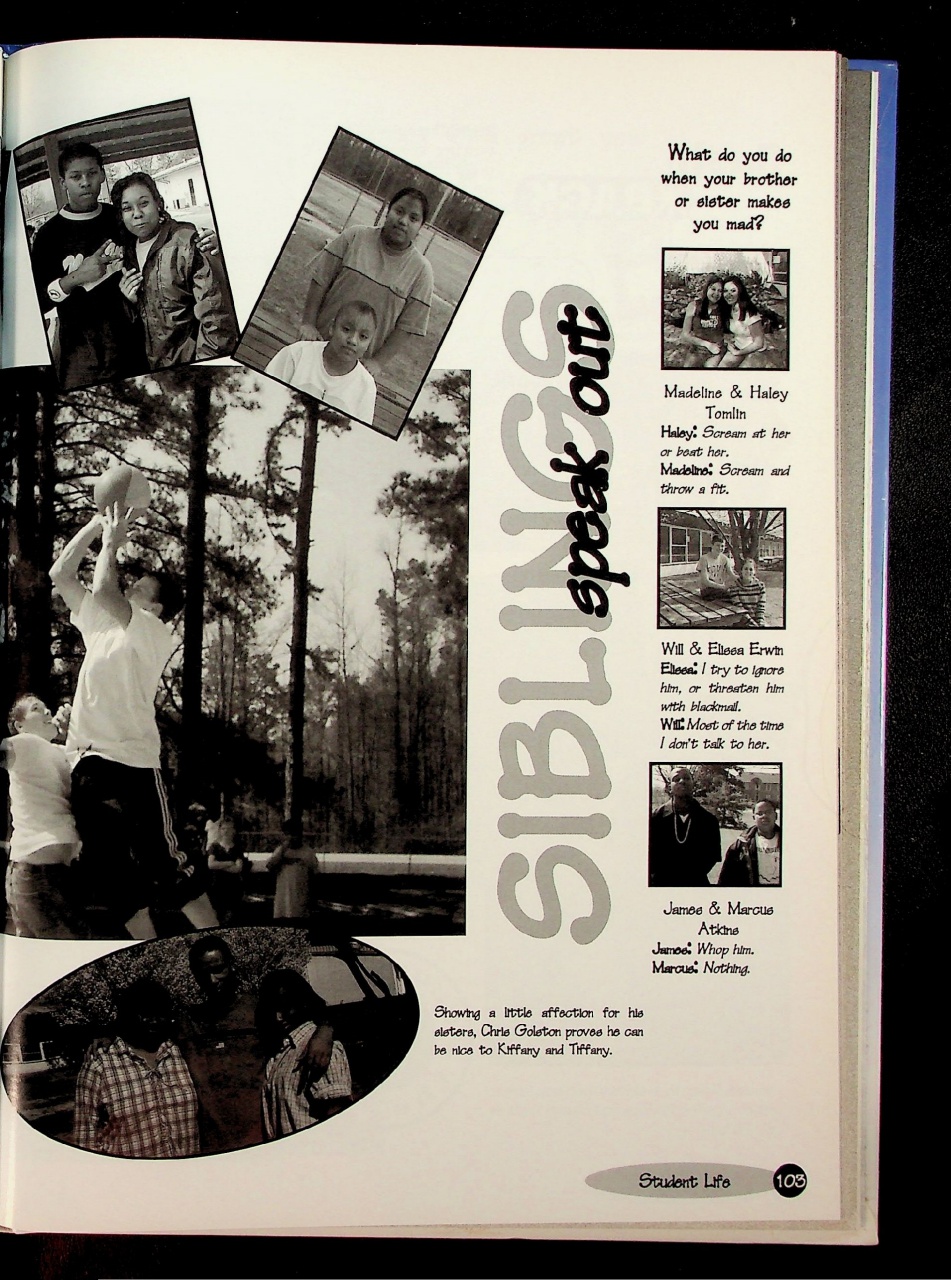 What do you do
when your brother
or sister makes
you mad?
Madeline & Haley
Tomlin
Haley: Scream at her
or beat her.
Madeline: Scream and
throw a fit.
Will & Elissa Erwin
Elissa: I try to ignore
him, or threaten him
with blackmail.
Will: Most of the time
I don't talk to her.
James & Marcus
Atkins
James: Whop him.
Marcus: Nothing.
SIBLINGS
speak out
Showing a little affection for his
sisters, Chris Golston proves he can
be nice to Kiffany and Tiffany.
Student Life 103